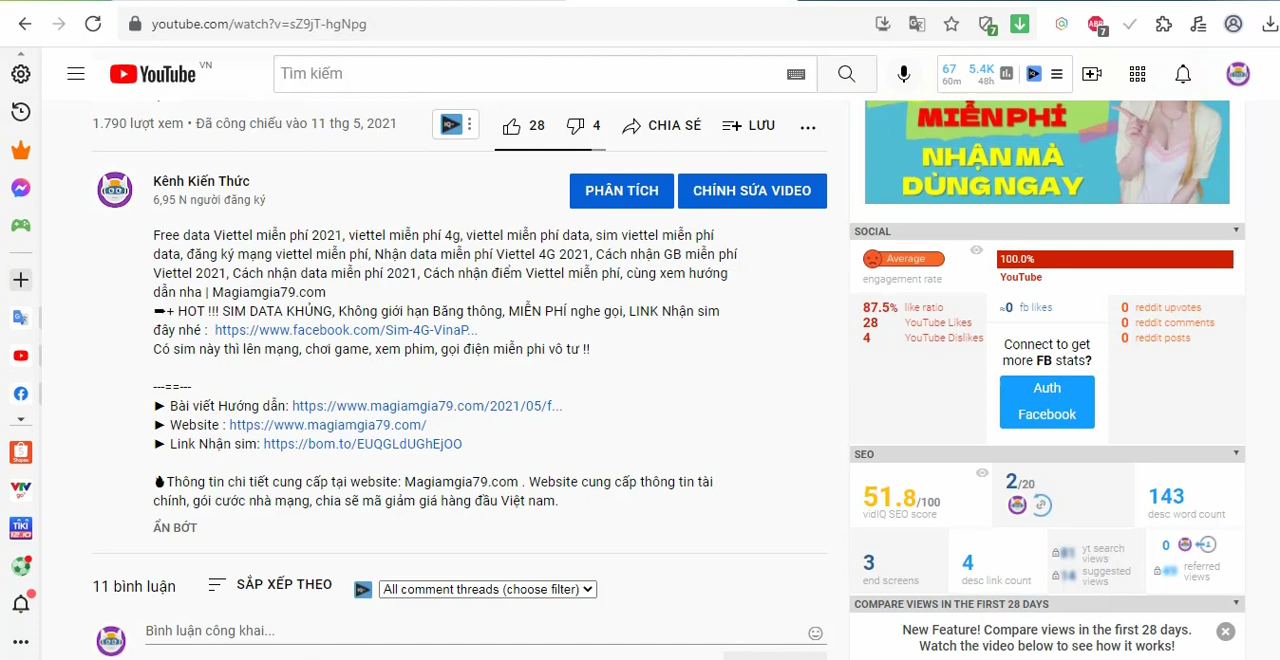 youtube.com/watch?v=sZ9jT-hgNpg
7
ABP
7
YouTube VN
Tìm kiếm
67
60m
5.4K
48h
1.790 lượt xem • Đã công chiếu vào 11 thg 5, 2021
28
4
CHIA SẺ
LƯU
MIỄN PHÍ
NHẬN MÀ
DÙNG NGAY
Kênh Kiến Thức
6,95 N người đăng ký
PHÂN TÍCH
CHỈNH SỬA VIDEO
Free data Viettel miễn phí 2021, viettel miễn phí 4g, viettel miễn phí data, sim viettel miễn phí
data, đăng ký mạng viettel miễn phí, Nhận data miễn phí Viettel 4G 2021, Cách nhận GB miễn phí
Viettel 2021, Cách nhận data miễn phí 2021, Cách nhận điểm Viettel miễn phí, cùng xem hướng
dẫn nha | Magiamgia79.com
➨+ HOT !!! SIM DATA KHỦNG, Không giới hạn Băng thông, MIỄN PHÍ nghe gọi, LINK Nhận sim
đây nhé : https://www.facebook.com/Sim-4G-VinaP...
Có sim này thì lên mạng, chơi game, xem phim, gọi điện miễn phi vô tư !!
---==---
► Bài viết Hướng dẫn: https://www.magiamgia79.com/2021/05/f...
► Website : https://www.magiamgia79.com/
► Link Nhận sim: https://bom.to/EUQGLdUGhEjOO
Thông tin chi tiết cung cấp tại website: Magiamgia79.com . Website cung cấp thông tin tài
chính, gói cước nhà mạng, chia sẽ mã giảm giá hàng đầu Việt nam.
ẨN BỚT
11 bình luận
SẮP XẾP THEO
All comment threads (choose filter)
Bình luận công khai...
SOCIAL
Average
engagement rate
100.0%
YouTube
87.5% like ratio
28 YouTube Likes
4 YouTube Dislikes
≈0 fb likes
Connect to get
more FB stats?
Auth
Facebook
0 reddit upvotes
0 reddit comments
0 reddit posts
SEO
51.8/100
vidIQ SEO score
2/20
143
desc word count
3
end screens
4
desc link count
yt search
views
suggested
views
0
referred
views
COMPARE VIEWS IN THE FIRST 28 DAYS
New Feature! Compare views in the first 28 days.
Watch the video below to see how it works!
Shopee
VTV
go
TIKI